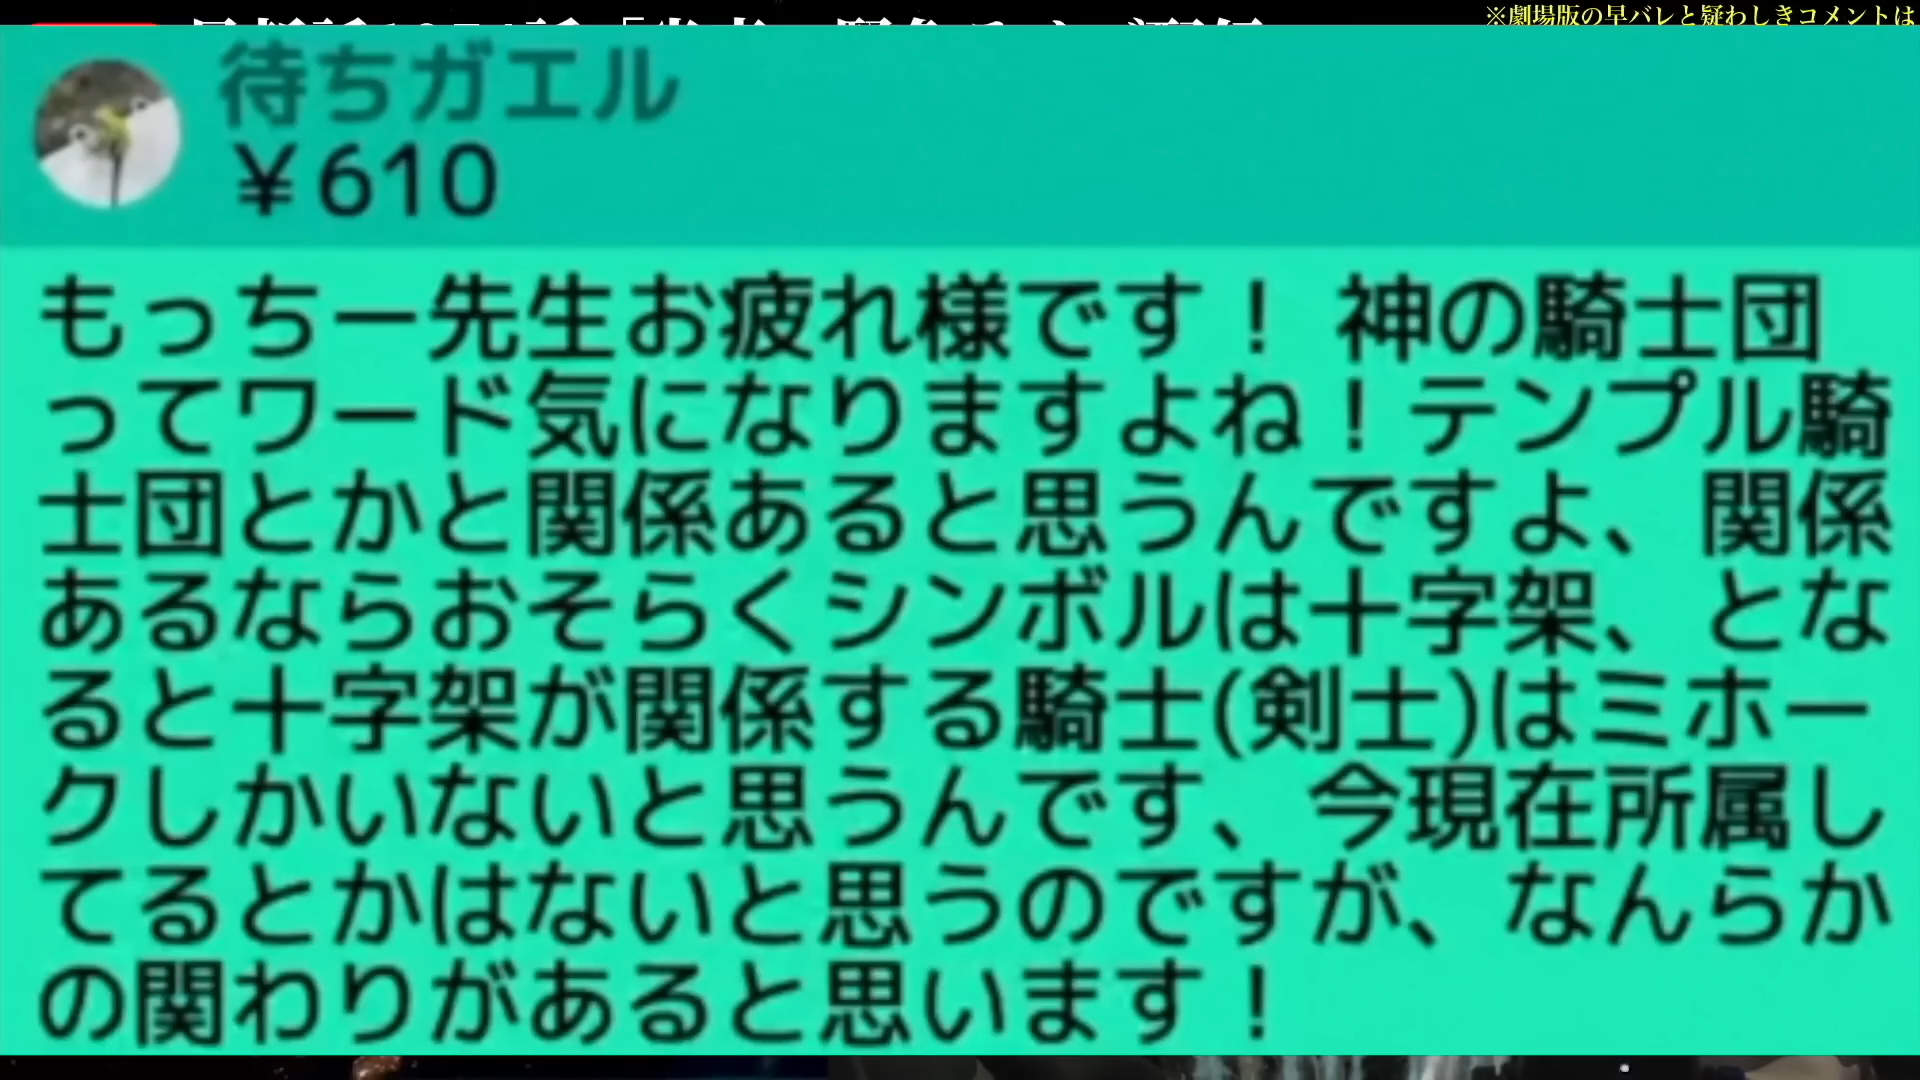 ※劇場版の早バレと疑わしきコメントは
待ちガエル
￥610
もっちー先生お疲れ様です！ 神の騎士団
ってワード気になりますよね！テンプル騎
士団とかと関係あると思うんですよ、関係
あるならおそらくシンボルは十字架、とな
ると十字架が関係する騎士(剣士)はミホー
クしかいないと思うんです、今現在所属し
てるとかはないと思うのですが、なんらか
の関わりがあると思います！